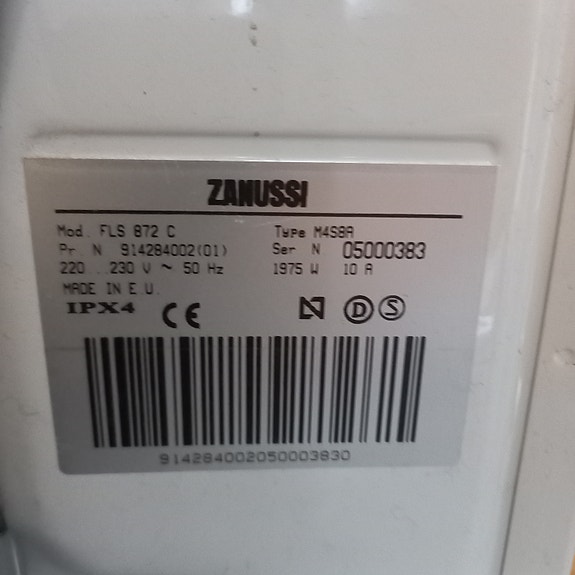 ZANUSSI
Mod. FLS 872 C Type M4S8A
Pr. N 914284002(01) Ser N 05000383
220 ... 230 V ~ 50 Hz 1975 W 10 A
MADE IN E U.
IPX4 CE N D S
914284002050003830